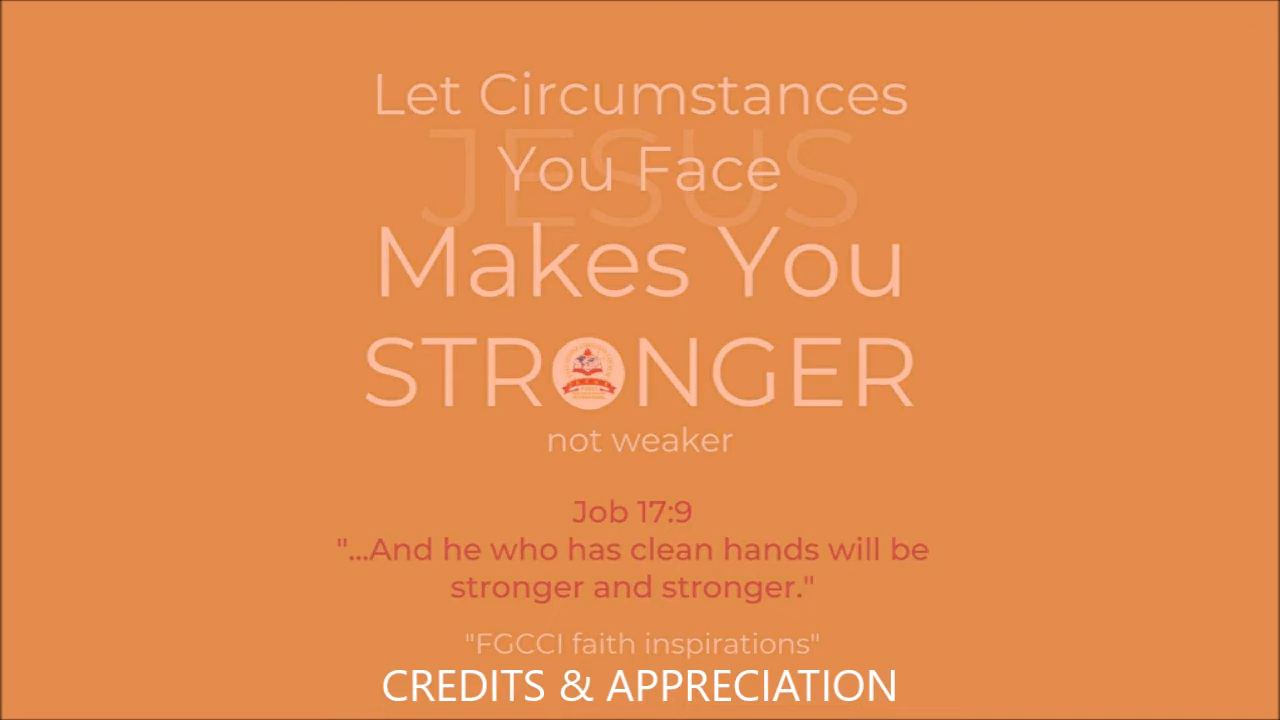 Let Circumstances
JESUS
You Face
Makes You
STRONGER
not weaker
Job 17:9
"...And he who has clean hands will be
stronger and stronger."
"FGCCI faith inspirations"
CREDITS & APPRECIATION